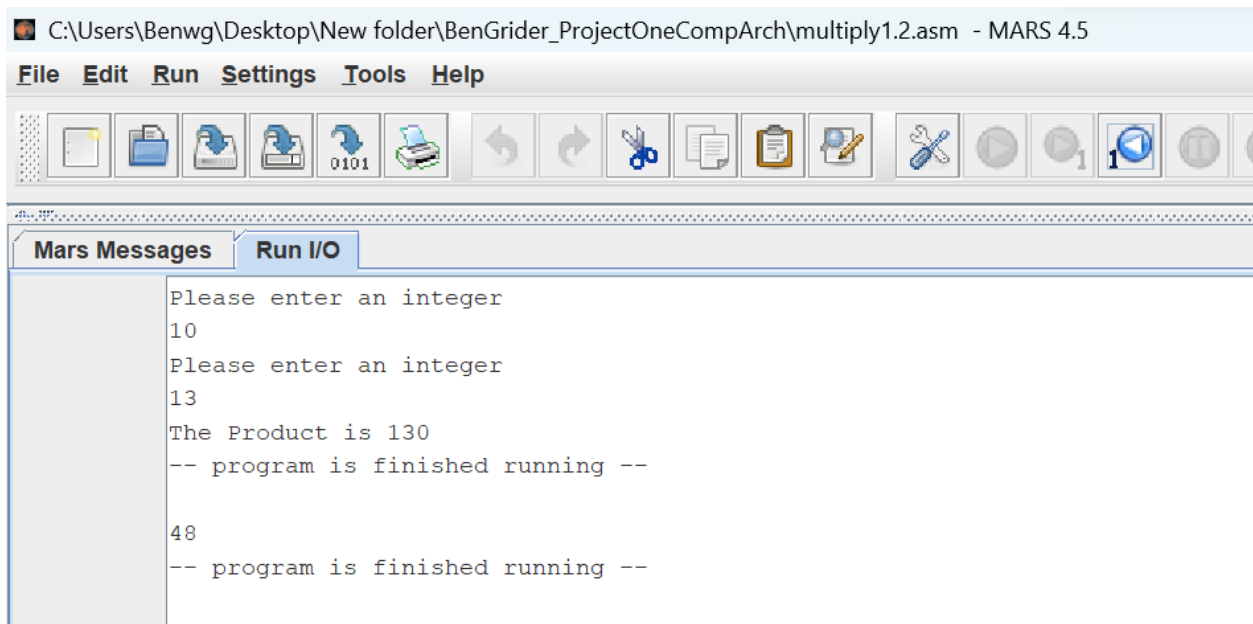 C:\Users\Benwg\Desktop\New folder\BenGrider_ProjectOneCompArch\multiply1.2.asm - MARS 4.5
File Edit Run Settings Tools Help
0101 1 1
Mars Messages Run I/O
Please enter an integer
10
Please enter an integer
13
The Product is 130
-- program is finished running --
48
-- program is finished running --